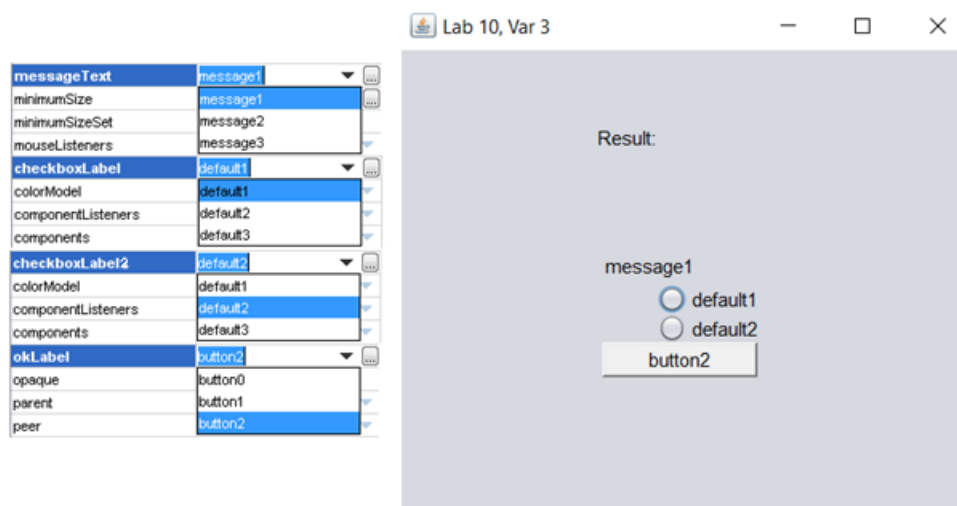 Lab 10, Var 3
messageText message1 ...
minimumSize message1 ...
minimumSizeSet message2
mouseListeners message3
checkboxLabel default1 ...
colorModel default1
componentListeners default2
components default3
checkboxLabel2 default2 ...
colorModel default1
componentListeners default2
components default3
okLabel button2 ...
opaque button0
parent button1
peer button2
Result:
message1
default1
default2
button2